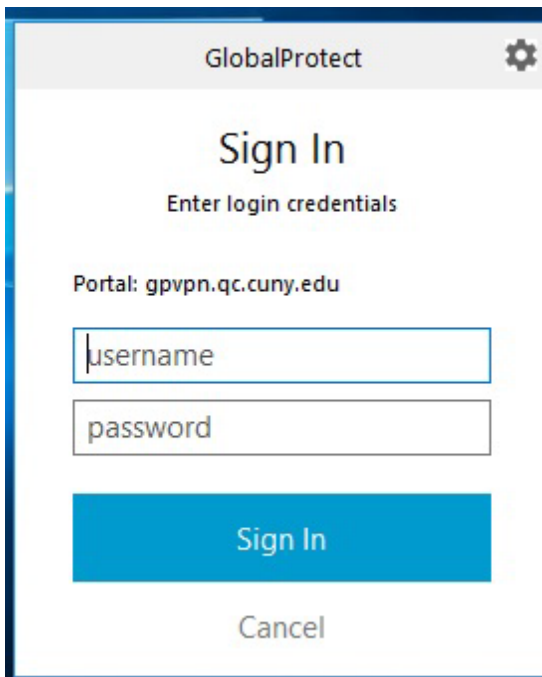 GlobalProtect
Sign In
Enter login credentials
Portal: gpvpn.qc.cuny.edu
username
password
Sign In
Cancel